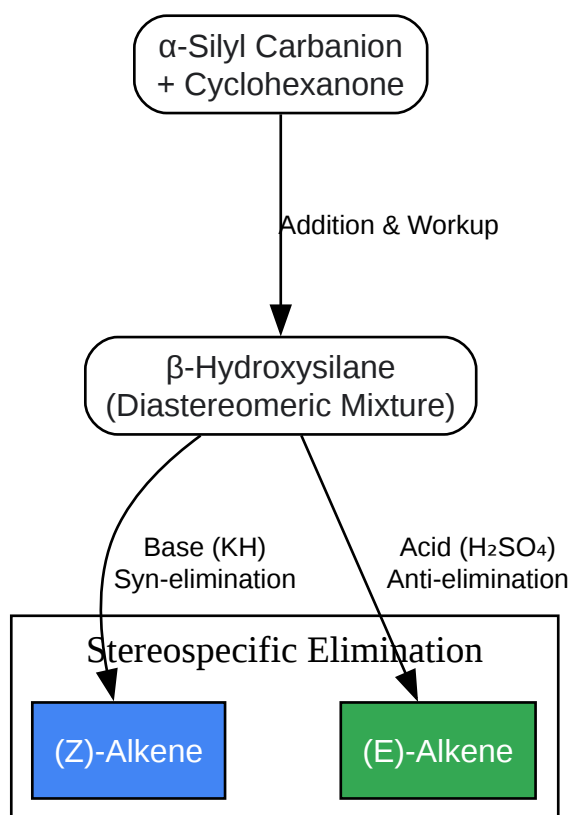 α-Silyl Carbanion
+ Cyclohexanone
Addition & Workup
β-Hydroxysilane
(Diastereomeric Mixture)
Base (KH)
Syn-elimination
Acid (H₂SO₄)
Anti-elimination
Stereospecific Elimination
(Z)-Alkene
(E)-Alkene